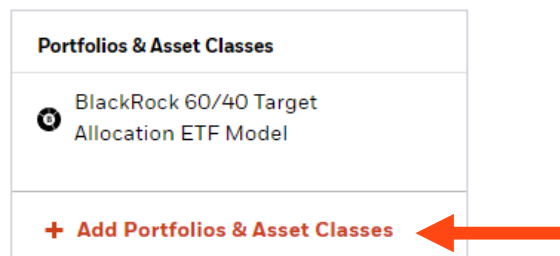 Portfolios & Asset Classes
BlackRock 60/40 Target
Allocation ETF Model
+ Add Portfolios & Asset Classes